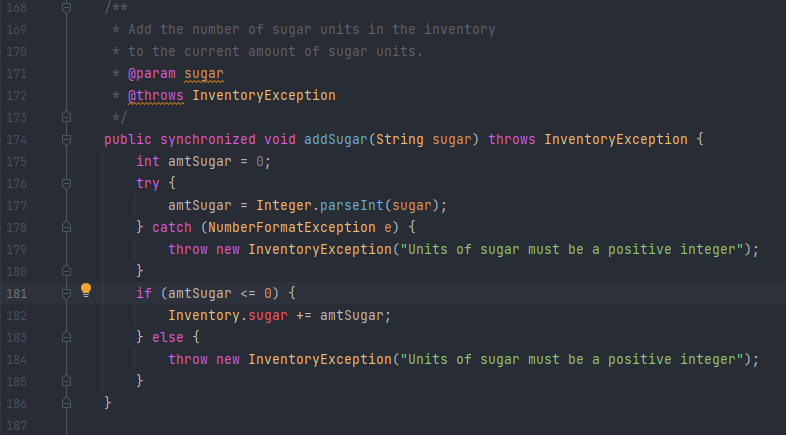 168 /**
169 * Add the number of sugar units in the inventory
170 * to the current amount of sugar units.
171 * @param sugar
172 * @throws InventoryException
173 */
174 public synchronized void addSugar(String sugar) throws InventoryException {
175 int amtSugar = 0;
176 try {
177 amtSugar = Integer.parseInt(sugar);
178 } catch (NumberFormatException e) {
179 throw new InventoryException("Units of sugar must be a positive integer");
180 }
181 if (amtSugar <= 0) {
182 Inventory.sugar += amtSugar;
183 } else {
184 throw new InventoryException("Units of sugar must be a positive integer");
185 }
186 }
187